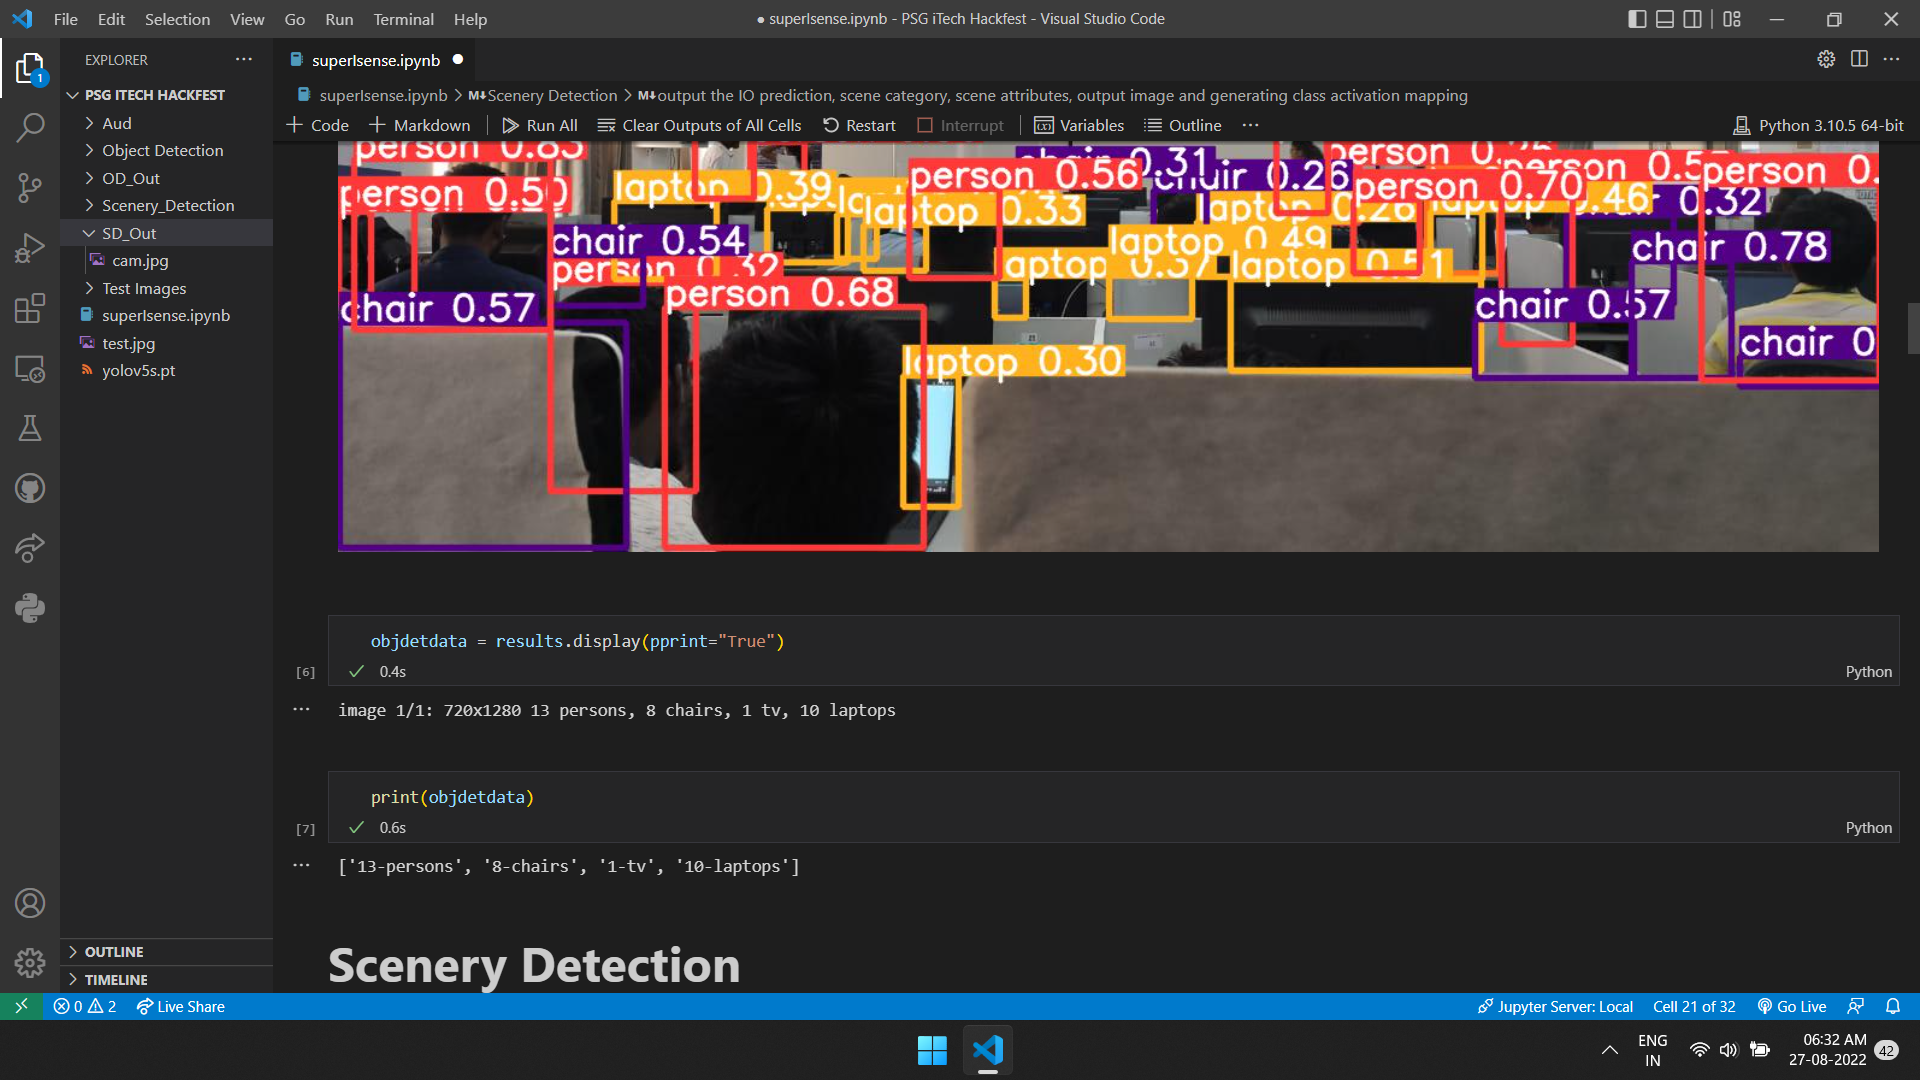 File Edit Selection View Go Run Terminal Help
● superIsense.ipynb - PSG iTech Hackfest - Visual Studio Code
EXPLORER
superIsense.ipynb
PSG ITECH HACKFEST
superIsense.ipynb > Scenery Detection > output the IO prediction, scene category, scene attributes, output image and generating class activation mapping
Code Markdown Run All Clear Outputs of All Cells Restart Interrupt Variables Outline
Python 3.10.5 64-bit
1
Aud
Object Detection
OD_Out
Scenery_Detection
SD_Out
cam.jpg
Test Images
superIsense.ipynb
test.jpg
yolov5s.pt
person 0.83
chair 0.31
person
person 0.5
person 0.
person 0.50
laptop 0.39
person 0.56
chair 0.26
person 0.70
0.46
0.32
laptop 0.33
laptop 0.26
chair 0.54
laptop 0.49
chair 0.78
person 0.32
laptop 0.37
laptop 0.51
chair 0.57
person 0.68
chair 0.57
laptop 0.30
chair 0
objdetdata = results.display(pprint="True")
[6] 0.4s
Python
image 1/1: 720x1280 13 persons, 8 chairs, 1 tv, 10 laptops
print(objdetdata)
[7] 0.6s
Python
['13-persons', '8-chairs', '1-tv', '10-laptops']
Scenery Detection
OUTLINE
TIMELINE
0 2 Live Share
Jupyter Server: Local Cell 21 of 32 Go Live
ENG
IN
06:32 AM
27-08-2022
42